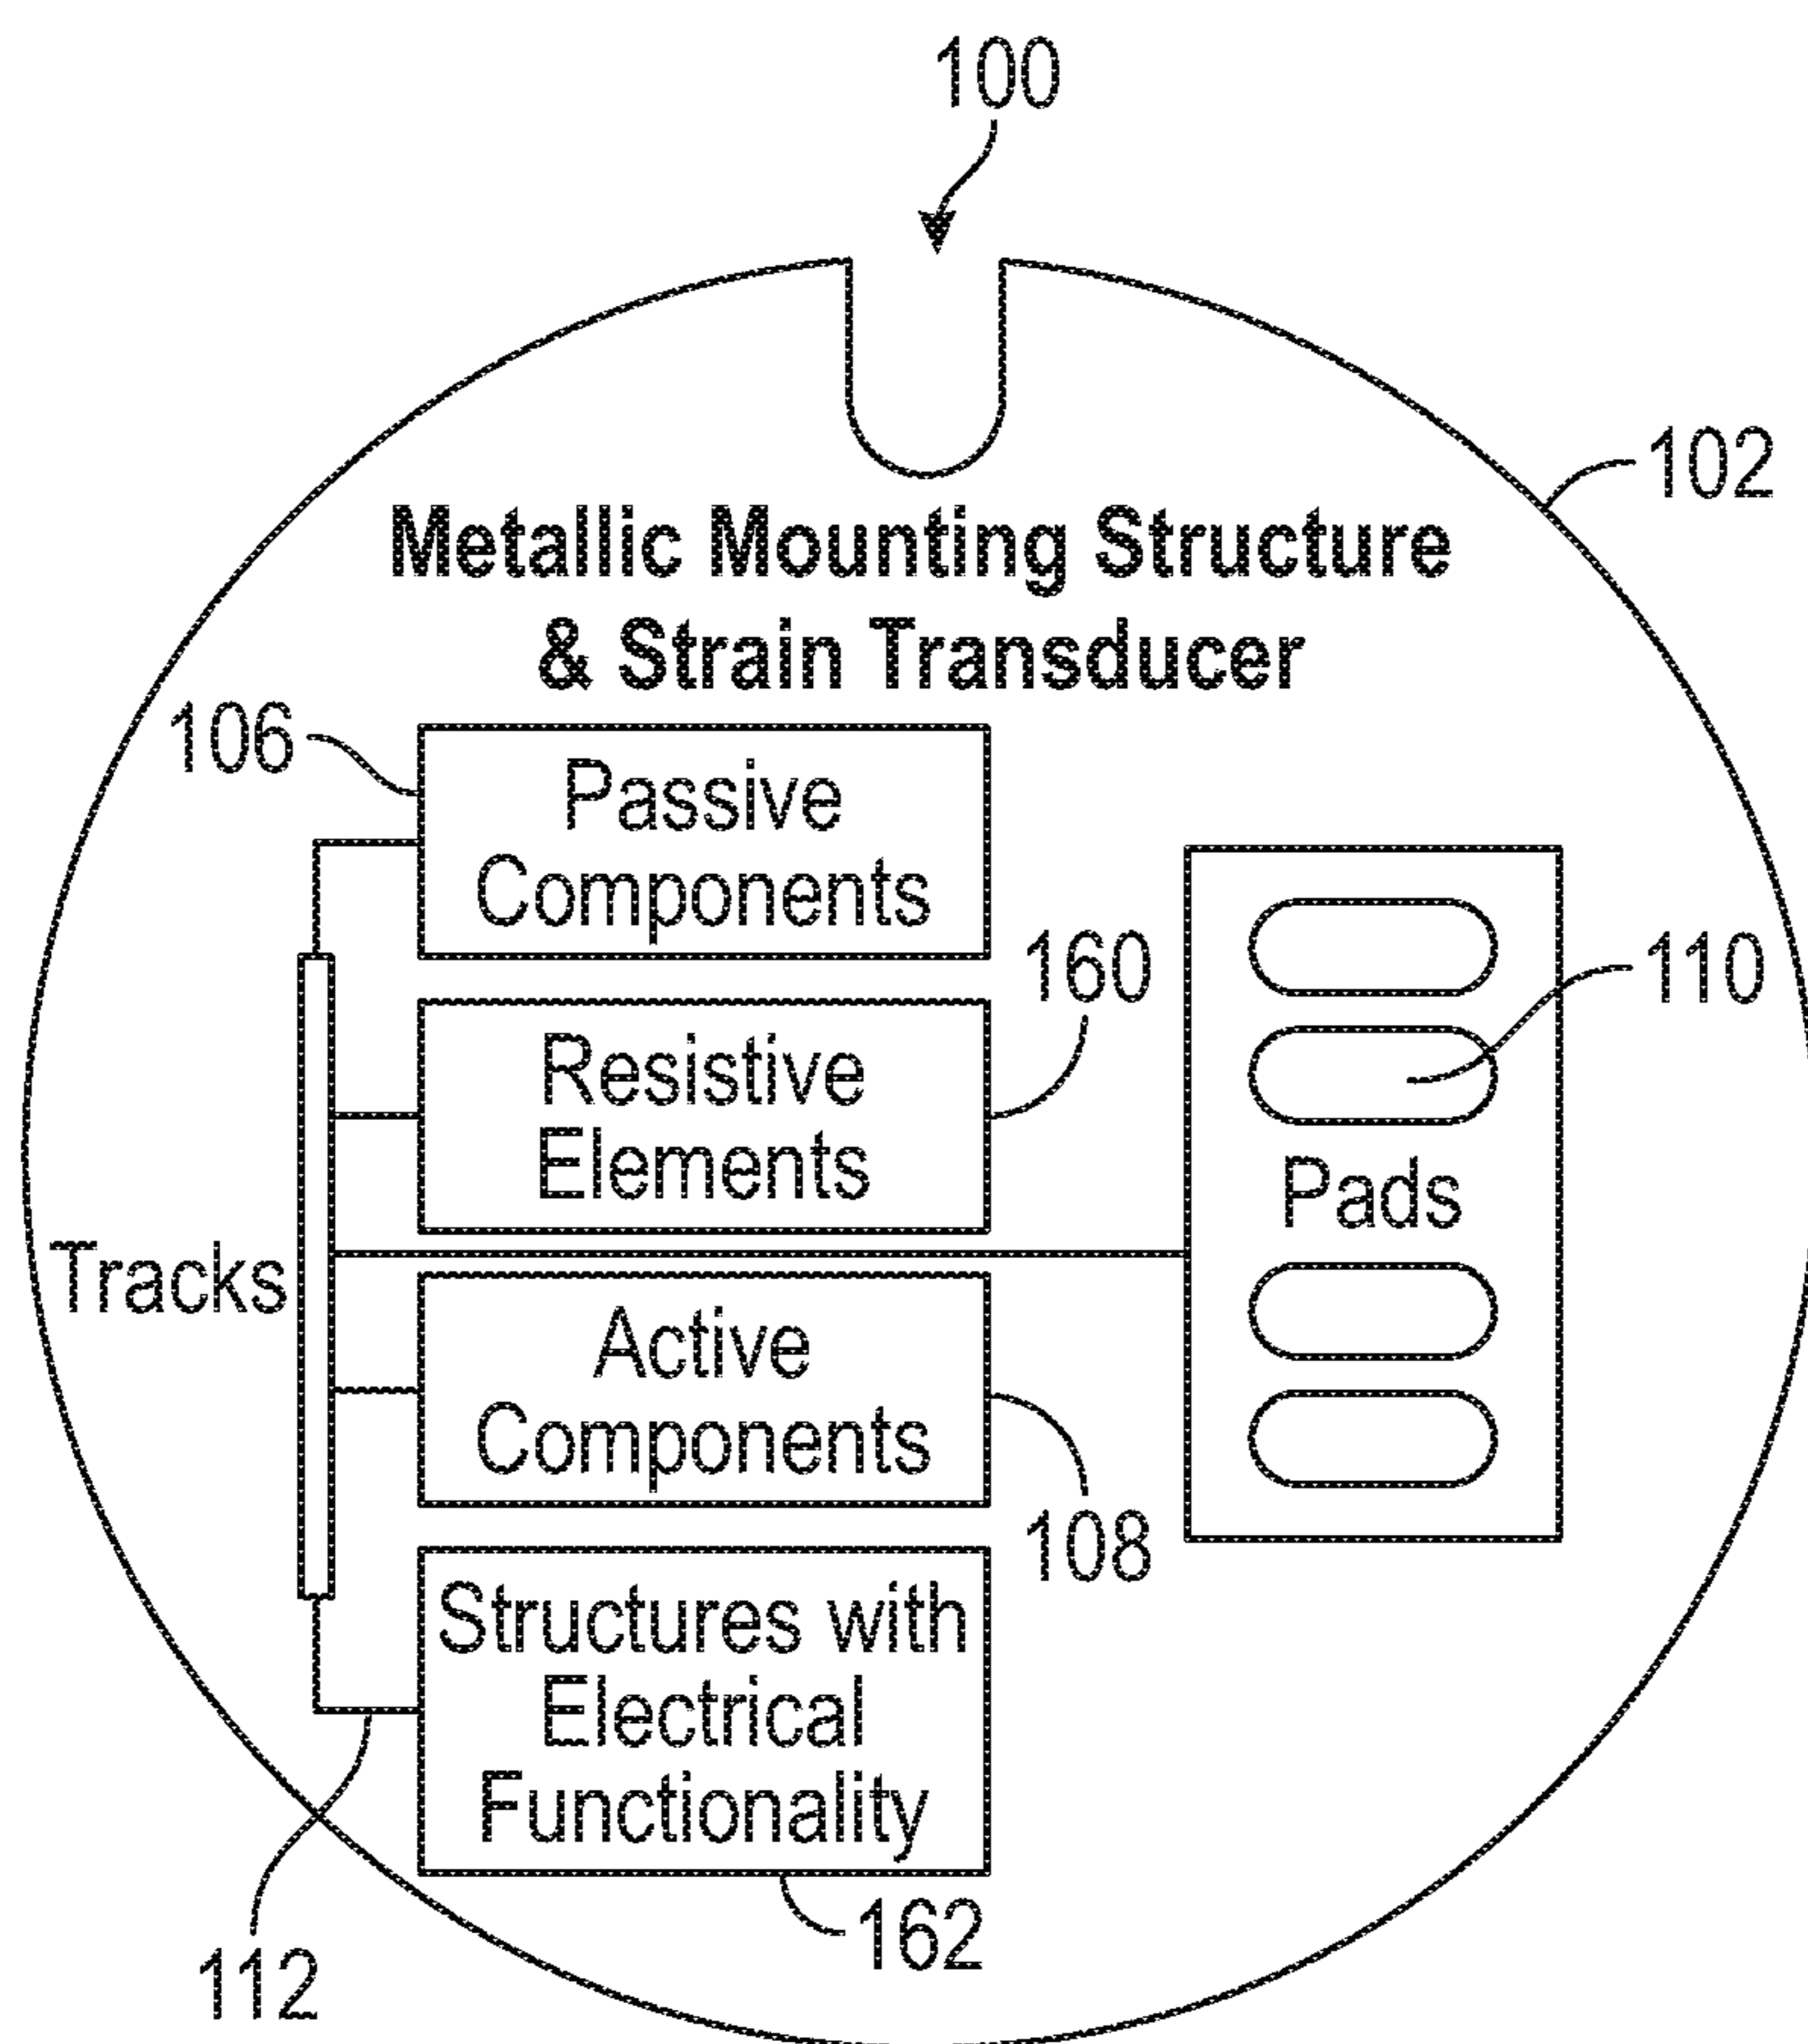 100
102
Metallic Mounting Structure
& Strain Transducer
106
Passive
Components
160
110
Resistive
Elements
Pads
Tracks
Active
Components
108
Structures with
Electrical
Functionality
162
112